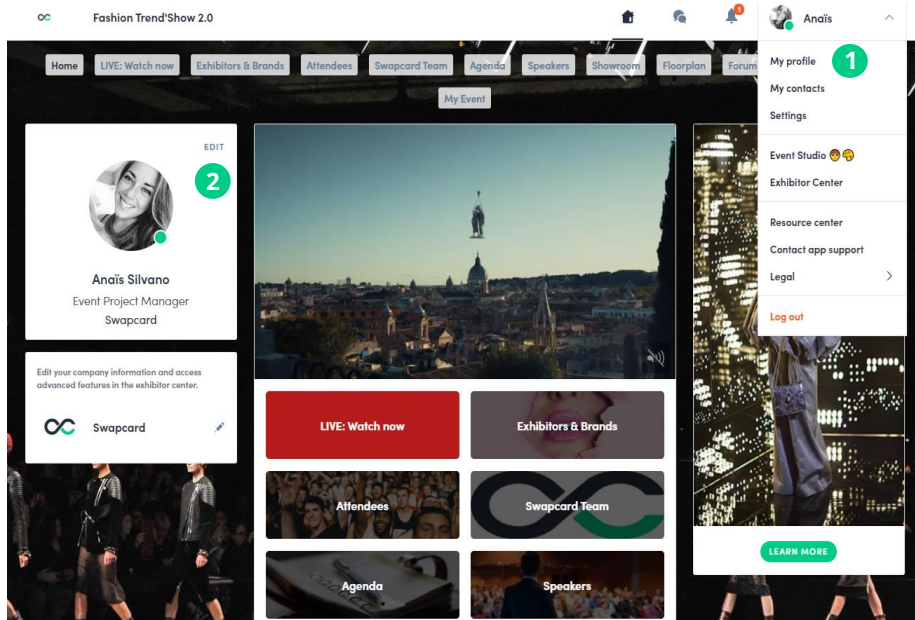 Fashion Trend'Show 2.0
1
Anaïs
Home
LIVE: Watch now
Exhibitors & Brands
Attendees
Swapcard Team
Agenda
Speakers
Showroom
Floorplan
Forum
My Event
My profile
1
My contacts
Settings
Event Studio
Exhibitor Center
Resource center
Contact app support
Legal
Log out
EDIT
2
Anaïs Silvano
Event Project Manager
Swapcard
Edit your company information and access
advanced features in the exhibitor center.
Swapcard
LIVE: Watch now
Exhibitors & Brands
Attendees
Swapcard Team
Agenda
Speakers
LEARN MORE